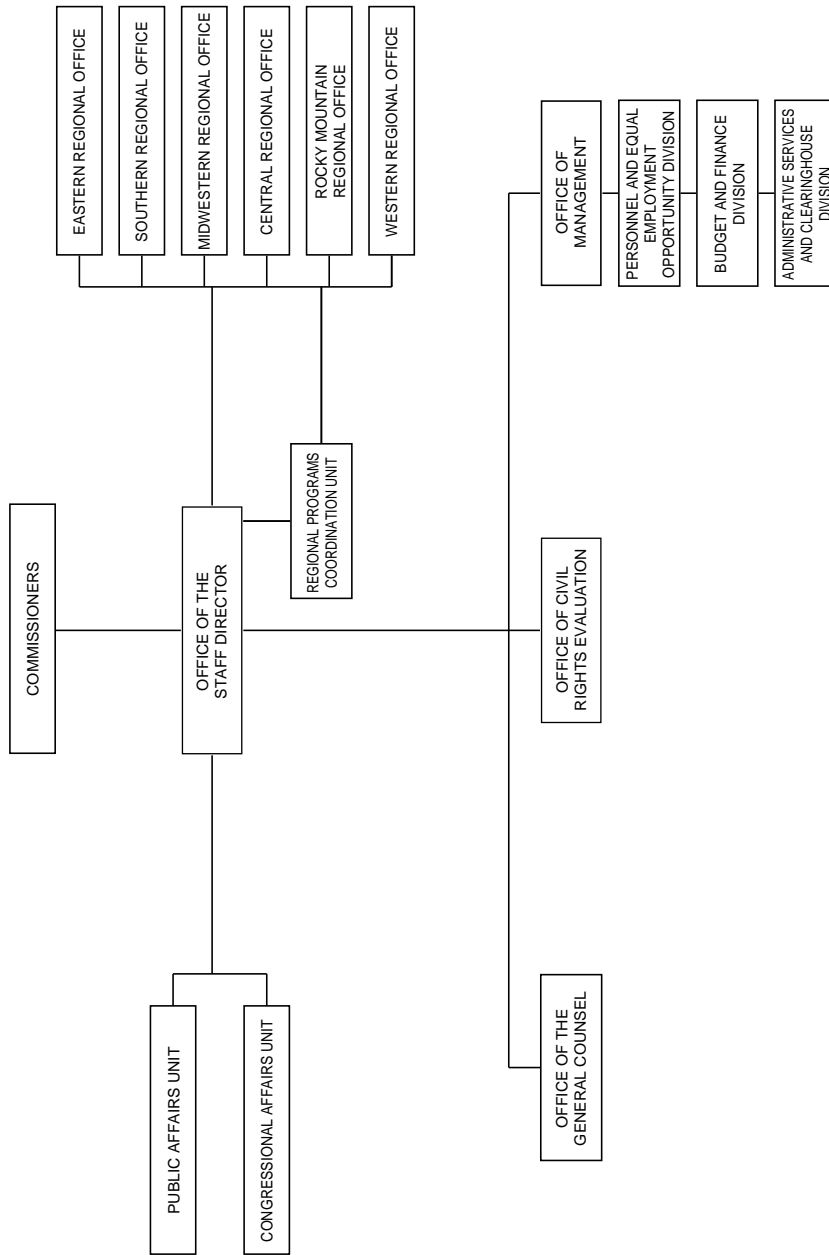 COMMISSIONERS
PUBLIC AFFAIRS UNIT
CONGRESSIONAL AFFAIRS UNIT
OFFICE OF THE
STAFF DIRECTOR
REGIONAL PROGRAMS
COORDINATION UNIT
EASTERN REGIONAL OFFICE
SOUTHERN REGIONAL OFFICE
MIDWESTERN REGIONAL OFFICE
CENTRAL REGIONAL OFFICE
ROCKY MOUNTAIN
REGIONAL OFFICE
WESTERN REGIONAL OFFICE
OFFICE OF THE
GENERAL COUNSEL
OFFICE OF CIVIL
RIGHTS EVALUATION
OFFICE OF
MANAGEMENT
PERSONNEL AND EQUAL
EMPLOYMENT
OPPORTUNITY DIVISION
BUDGET AND FINANCE
DIVISION
ADMINISTRATIVE SERVICES
AND CLEARINGHOUSE
DIVISION